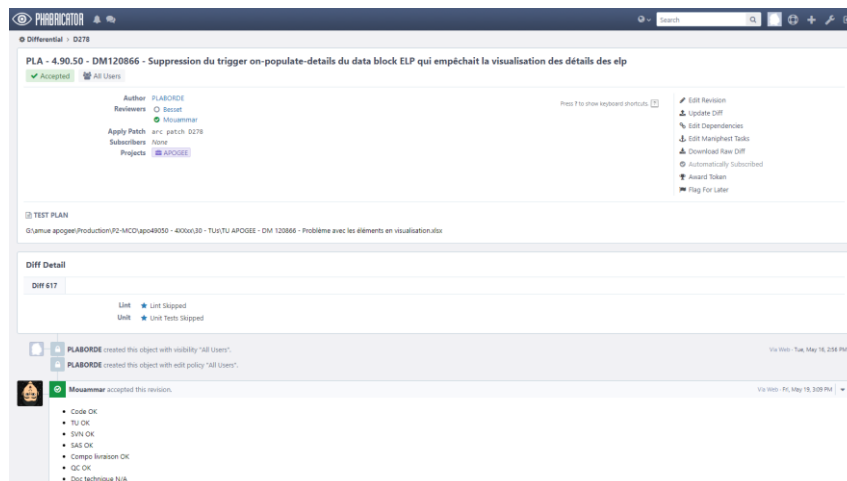 PHABRICATOR
Search
Differential > D278
PLA - 4.90.50 - DM120866 - Suppression du trigger on-populate-details du data block ELP qui empêchait la visualisation des détails des elp
Accepted All Users
Author PLABORDE
Reviewers Besset
Mouammar
Apply Patch arc patch D278
Subscribers None
Projects APOGEE
Press ? to show keyboard shortcuts. [?]
Edit Revision
Update Diff
Edit Dependencies
Edit Maniphest Tasks
Download Raw Diff
Automatically Subscribed
Award Token
Flag For Later
TEST PLAN
G:\amue apogee\Production\P2-MCO\apo49050 - 4XXxx\30 - TUs\TU APOGEE - DM 120866 - Problème avec les éléments en visualisation.xlsx
Diff Detail
Diff 617
Lint Lint Skipped
Unit Unit Tests Skipped
PLABORDE created this object with visibility "All Users". Via Web - Tue, May 16, 2:56 PM
PLABORDE created this object with edit policy "All Users".
Mouammar accepted this revision. Via Web - Fri, May 19, 3:09 PM
• Code OK
• TU OK
• SVN OK
• SAS OK
• Compo livraison OK
• QC OK
• Doc technique N/A